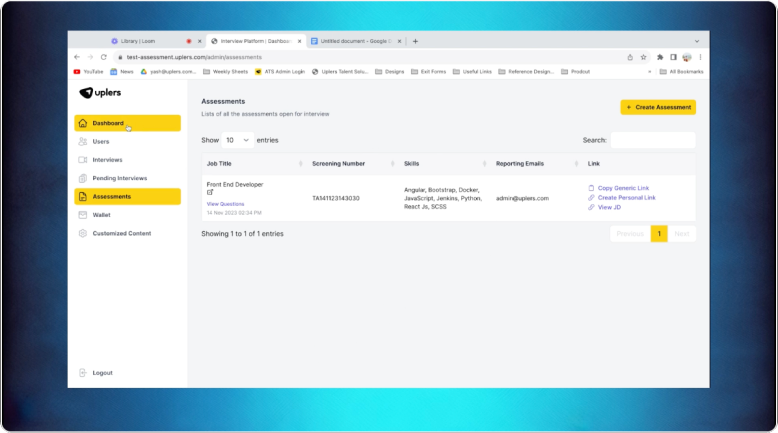 Library | Loom
Interview Platform | Dashboa
Untitled document - Google
test-assessment.uplers.com/admin/assessments
YouTube News yash@uplers.com... Weekly Sheets ATS Admin Login Uplers Talent Solu... Designs Exit Forms Useful Links Reference Design... Product » All Bookmarks
uplers
Dashboard
Users
Interviews
Pending Interviews
Assessments
Wallet
Customized Content
Logout
Assessments
Lists of all the assessments open for interview
+ Create Assessment
Show 10 entries
Search:
Job Title Screening Number Skills Reporting Emails Link
Front End Developer
View Questions
14 Nov 2023 02:34 PM
TA141123143030
Angular, Bootstrap, Docker,
JavaScript, Jenkins, Python,
React Js, SCSS
admin@uplers.com
Copy Generic Link
Create Personal Link
View JD
Showing 1 to 1 of 1 entries
Previous 1 Next